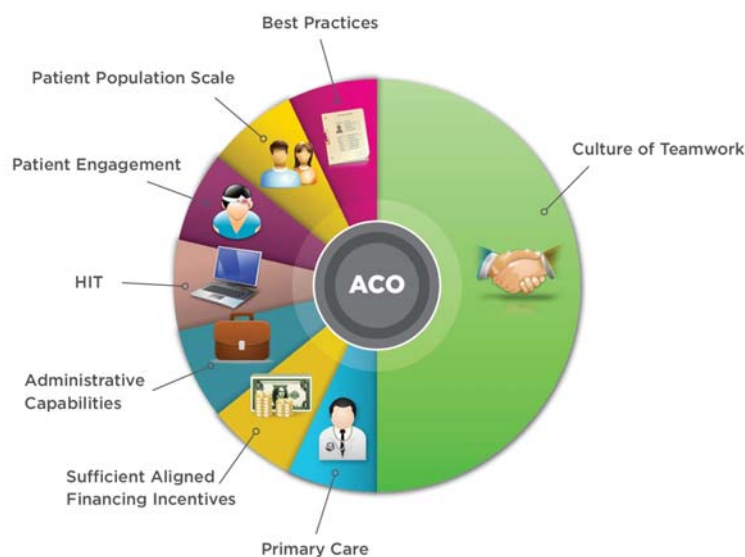 Best Practices
Patient Population Scale
Culture of Teamwork
Patient Engagement
HIT
ACO
Administrative
Capabilities
Sufficient Aligned
Financing Incentives
Primary Care